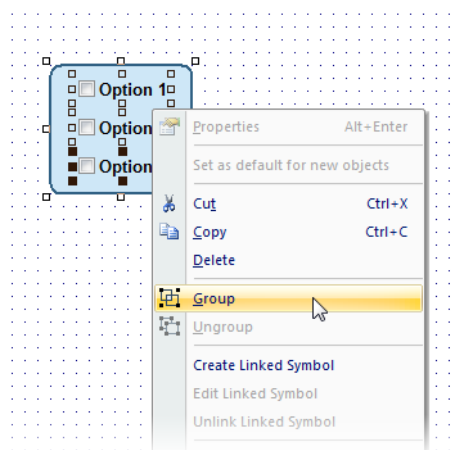 Option 1
Option
Option
Properties Alt+Enter
Set as default for new objects
Cut Ctrl+X
Copy Ctrl+C
Delete
Group
Ungroup
Create Linked Symbol
Edit Linked Symbol
Unlink Linked Symbol